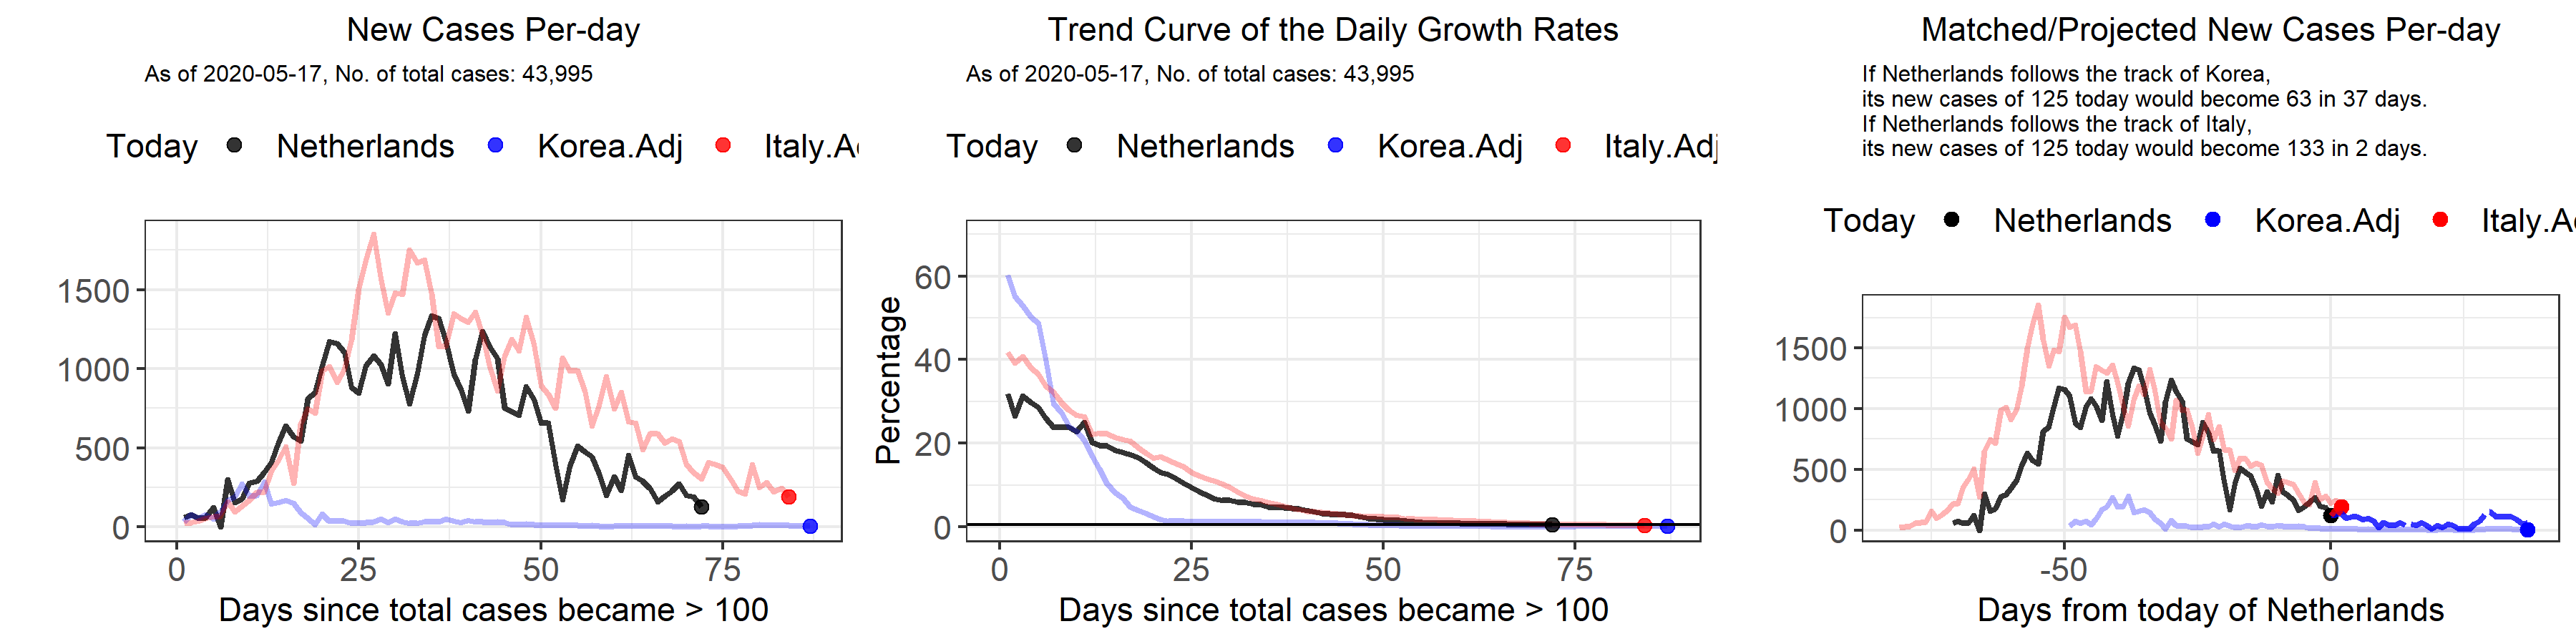 New Cases Per-day
As of 2020-05-17, No. of total cases: 43,995
Today Netherlands Korea.Adj Italy.A
1500
1000
500
0
0 25 50 75
Days since total cases became > 100
Trend Curve of the Daily Growth Rates
As of 2020-05-17, No. of total cases: 43,995
Today Netherlands Korea.Adj Italy.Adj
Percentage
60
40
20
0
0 25 50 75
Days since total cases became > 100
Matched/Projected New Cases Per-day
If Netherlands follows the track of Korea,
its new cases of 125 today would become 63 in 37 days.
If Netherlands follows the track of Italy,
its new cases of 125 today would become 133 in 2 days.
Today Netherlands Korea.Adj Italy.A
1500
1000
500
0
-50 0
Days from today of Netherlands